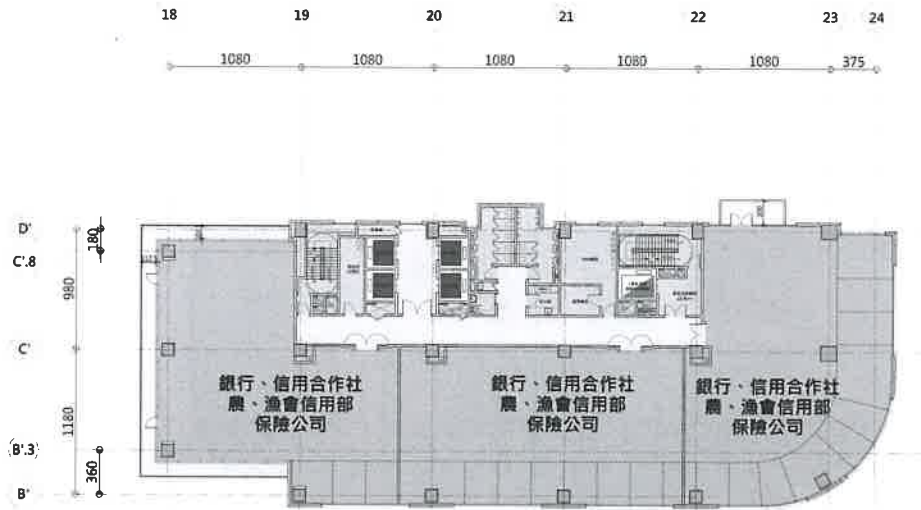 18 19 20 21 22 23 24
1080 1080 1080 1080 1080 375
D'
180
C'.8
980
C'
1180
B'.3
360
B'
銀行、信用合作社
農、漁會信用部
保險公司
銀行、信用合作社
農、漁會信用部
保險公司
銀行、信用合作社
農、漁會信用部
保險公司